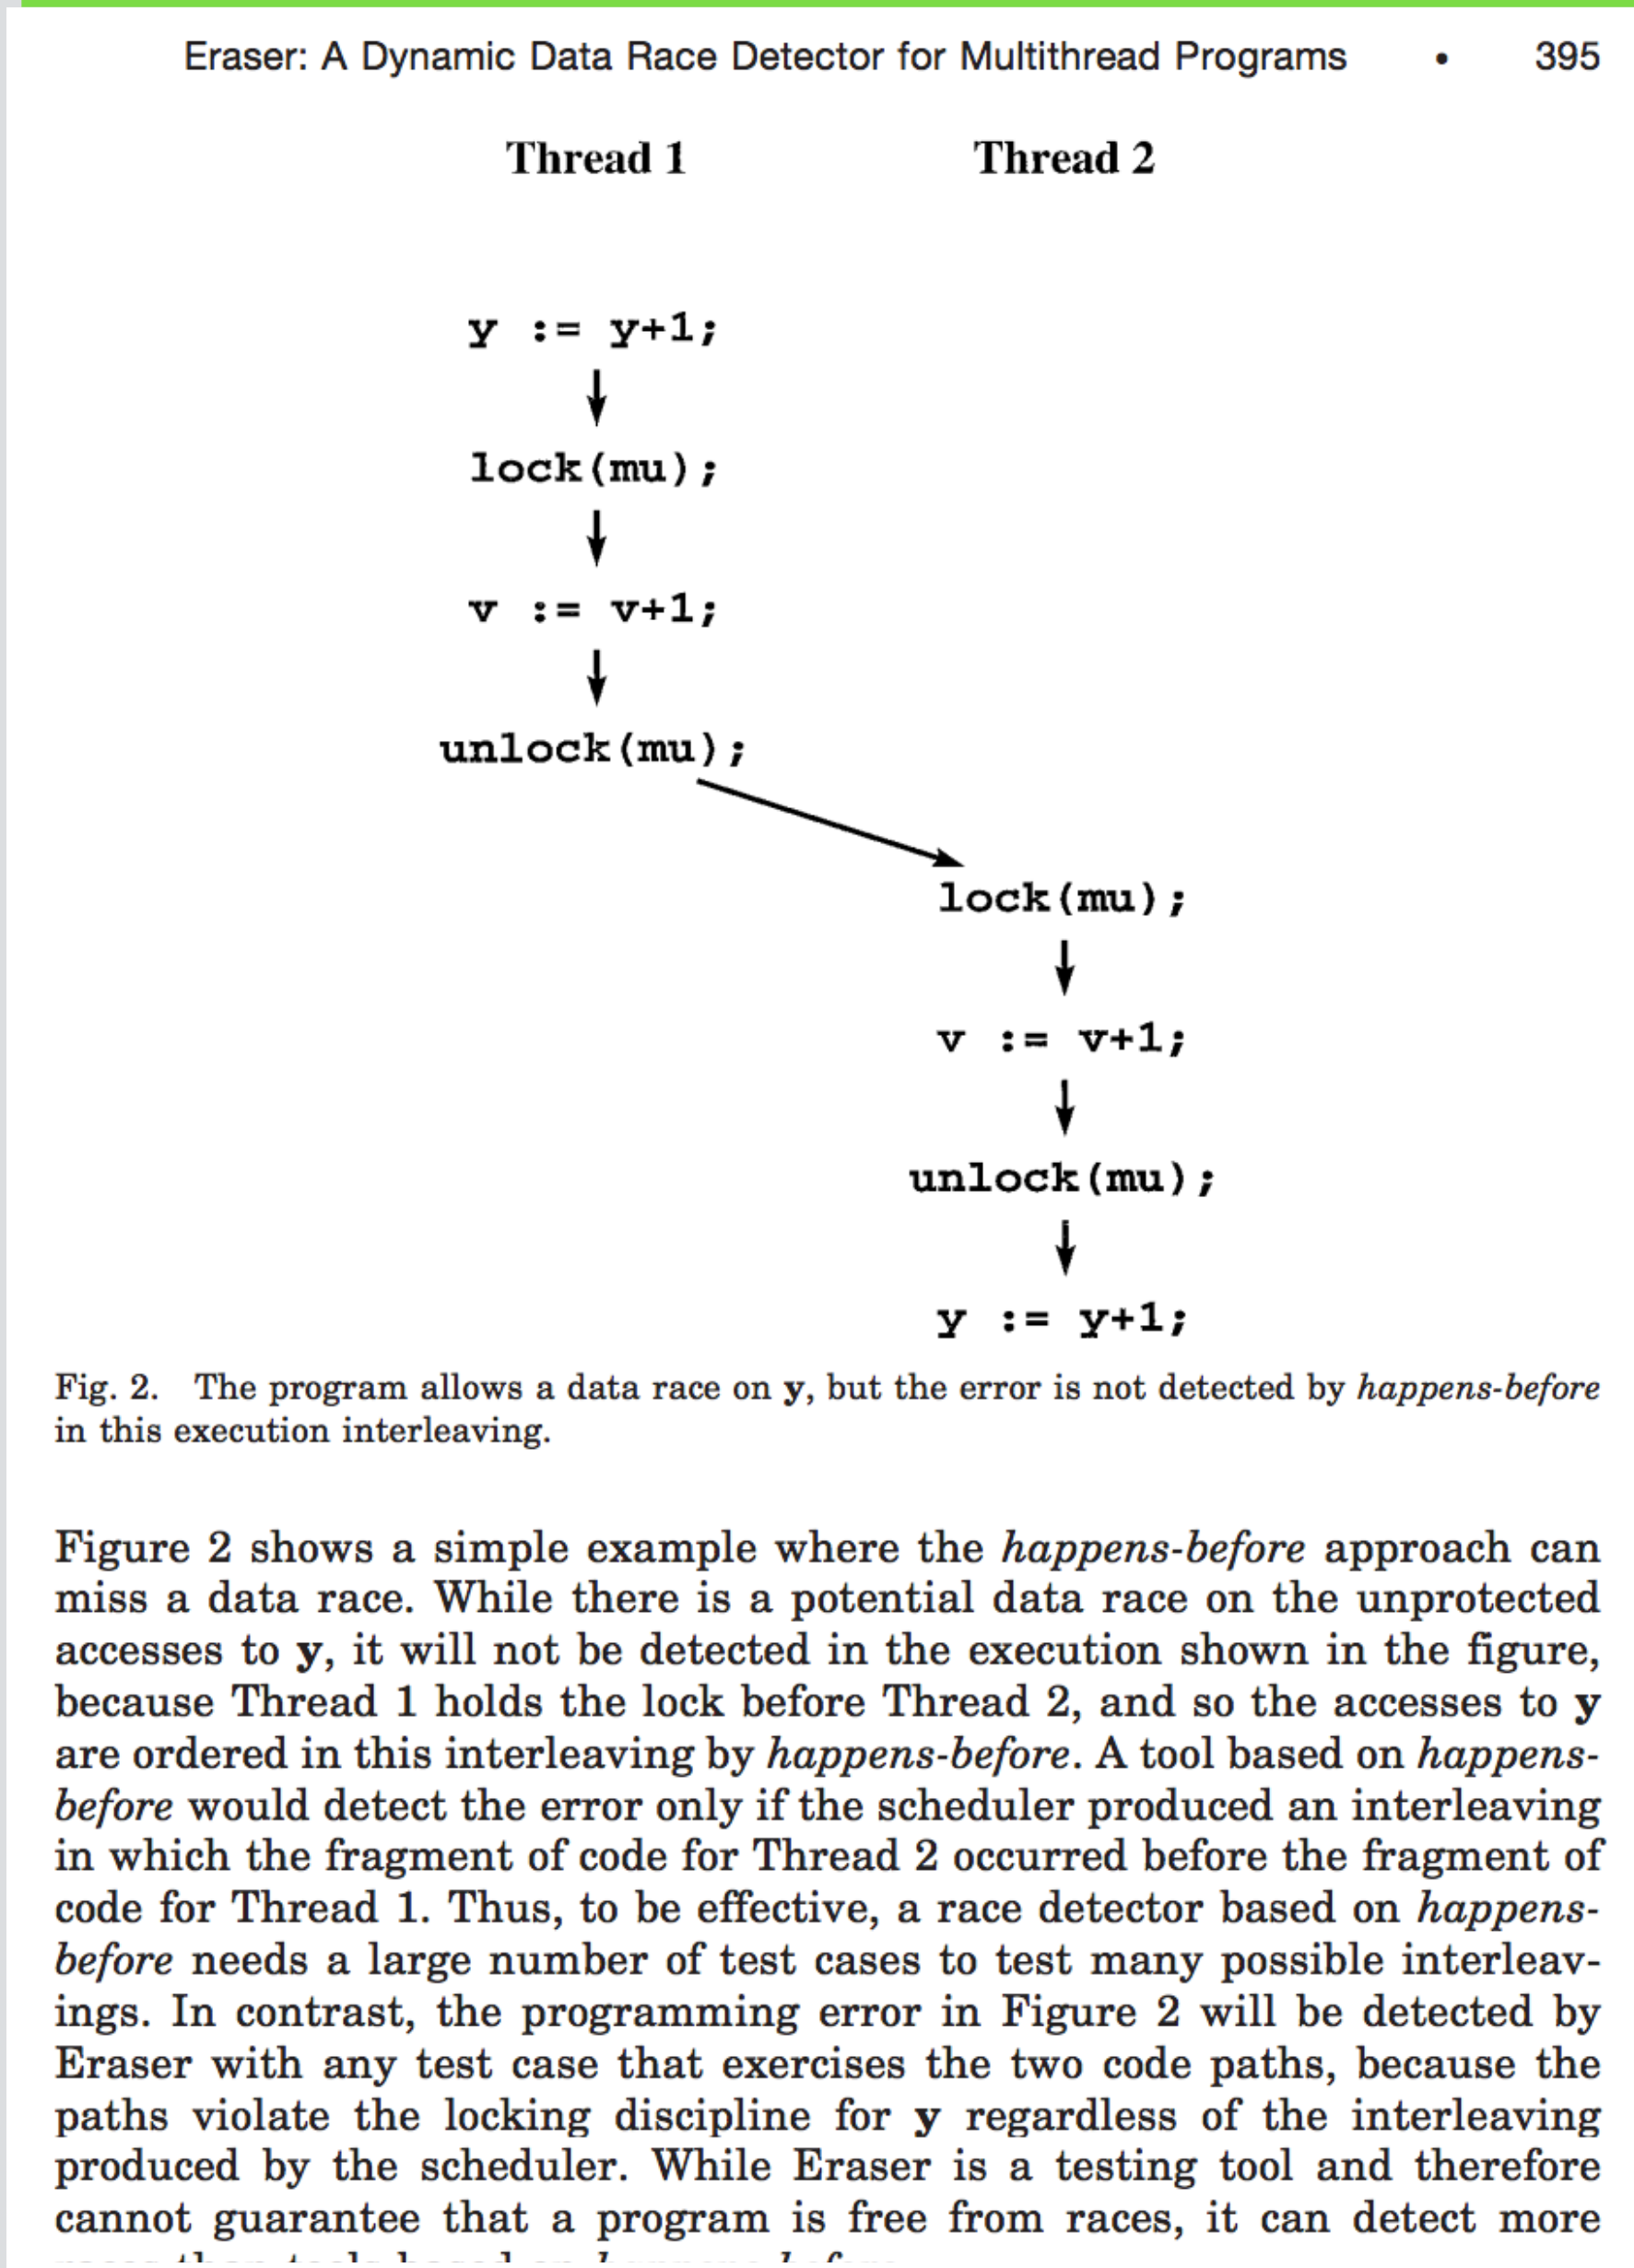 Eraser: A Dynamic Data Race Detector for Multithread Programs • 395
Thread 1 Thread 2
y := y+1;
lock(mu);
v := v+1;
unlock(mu);
lock(mu);
v := v+1;
unlock(mu);
y := y+1;
Fig. 2. The program allows a data race on y, but the error is not detected by happens-before
in this execution interleaving.
Figure 2 shows a simple example where the happens-before approach can
miss a data race. While there is a potential data race on the unprotected
accesses to y, it will not be detected in the execution shown in the figure,
because Thread 1 holds the lock before Thread 2, and so the accesses to y
are ordered in this interleaving by happens-before. A tool based on happens-
before would detect the error only if the scheduler produced an interleaving
in which the fragment of code for Thread 2 occurred before the fragment of
code for Thread 1. Thus, to be effective, a race detector based on happens-
before needs a large number of test cases to test many possible interleav-
ings. In contrast, the programming error in Figure 2 will be detected by
Eraser with any test case that exercises the two code paths, because the
paths violate the locking discipline for y regardless of the interleaving
produced by the scheduler. While Eraser is a testing tool and therefore
cannot guarantee that a program is free from races, it can detect more